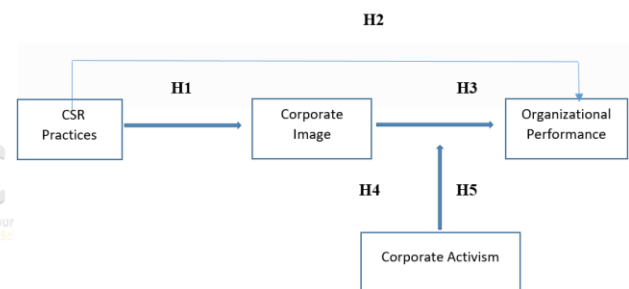 H2
H1
H3
CSR
Practices
Corporate
Image
Organizational
Performance
H4
H5
Corporate Activism